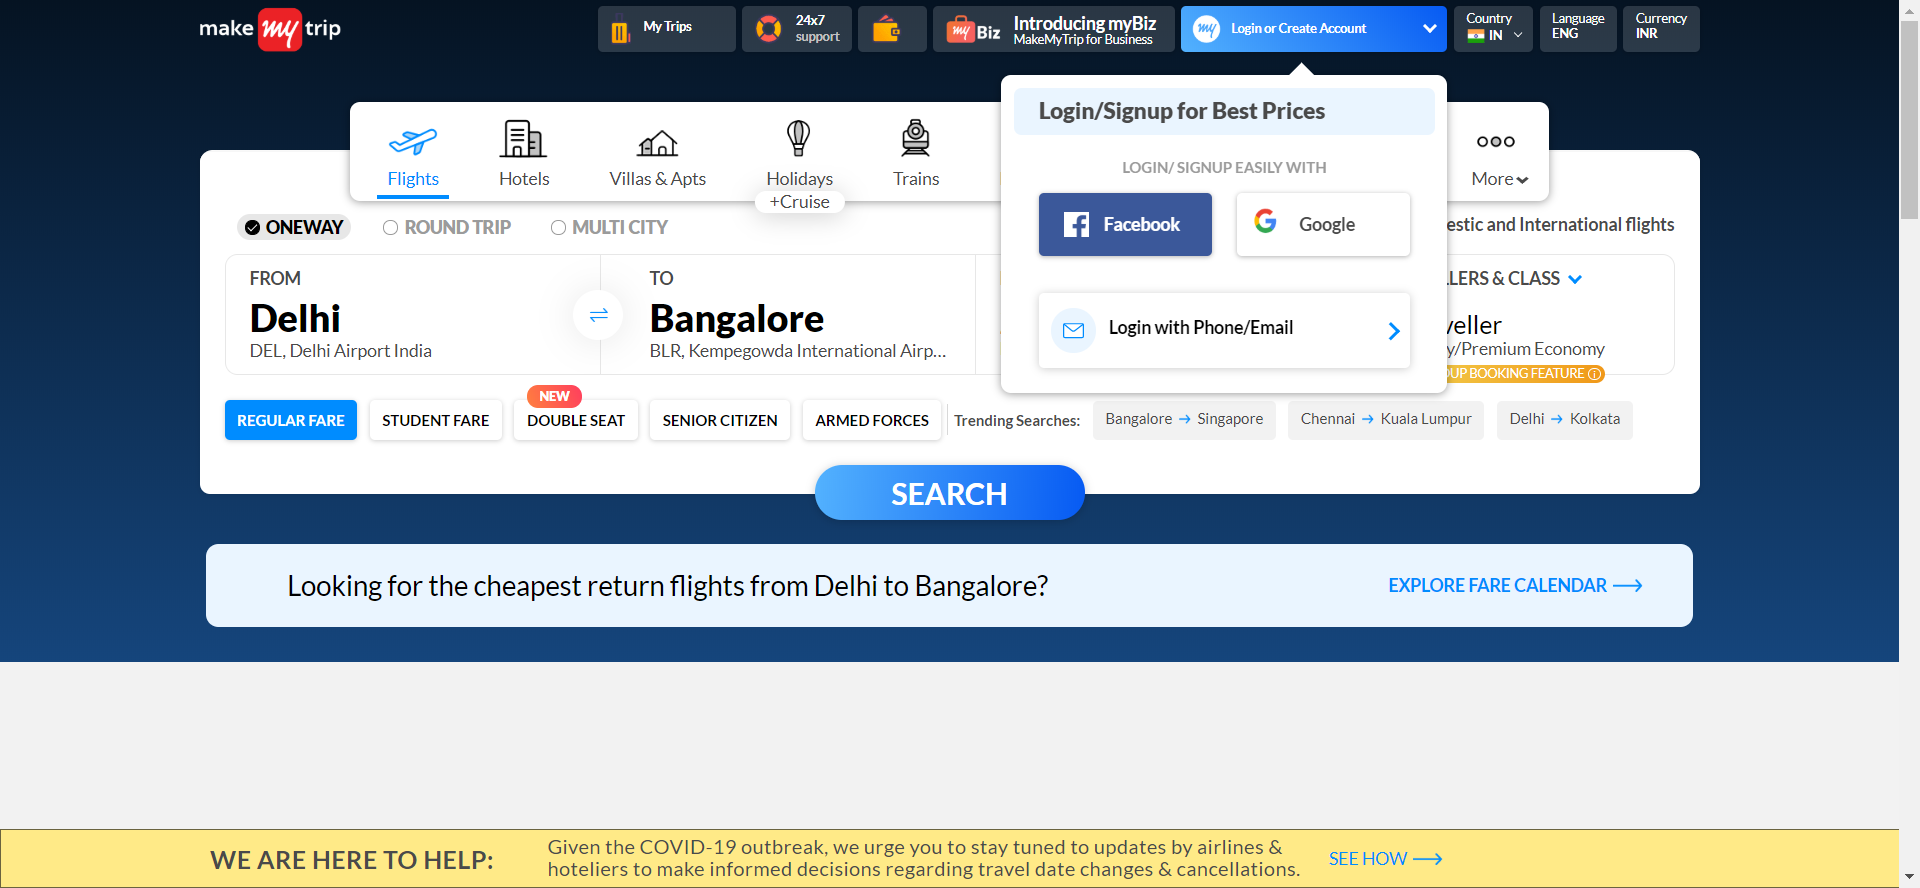 make my trip
My Trips
24x7
support
my Biz
Introducing myBiz
MakeMyTrip for Business
my
Login or Create Account
Country
IN
Language
ENG
Currency
INR
Login/Signup for Best Prices
LOGIN/ SIGNUP EASILY WITH
Facebook
Google
Login with Phone/Email
Flights
Hotels
Villas & Apts
Holidays
+Cruise
Trains
More
ONEWAY
ROUND TRIP
MULTI CITY
estic and International flights
FROM
Delhi
DEL, Delhi Airport India
TO
Bangalore
BLR, Kempegowda International Airp...
LLERS & CLASS
veller
y/Premium Economy
OUP BOOKING FEATURE
REGULAR FARE
STUDENT FARE
NEW
DOUBLE SEAT
SENIOR CITIZEN
ARMED FORCES
Trending Searches:
Bangalore → Singapore
Chennai → Kuala Lumpur
Delhi → Kolkata
SEARCH
Looking for the cheapest return flights from Delhi to Bangalore?
EXPLORE FARE CALENDAR
WE ARE HERE TO HELP:
Given the COVID-19 outbreak, we urge you to stay tuned to updates by airlines &
hoteliers to make informed decisions regarding travel date changes & cancellations.
SEE HOW